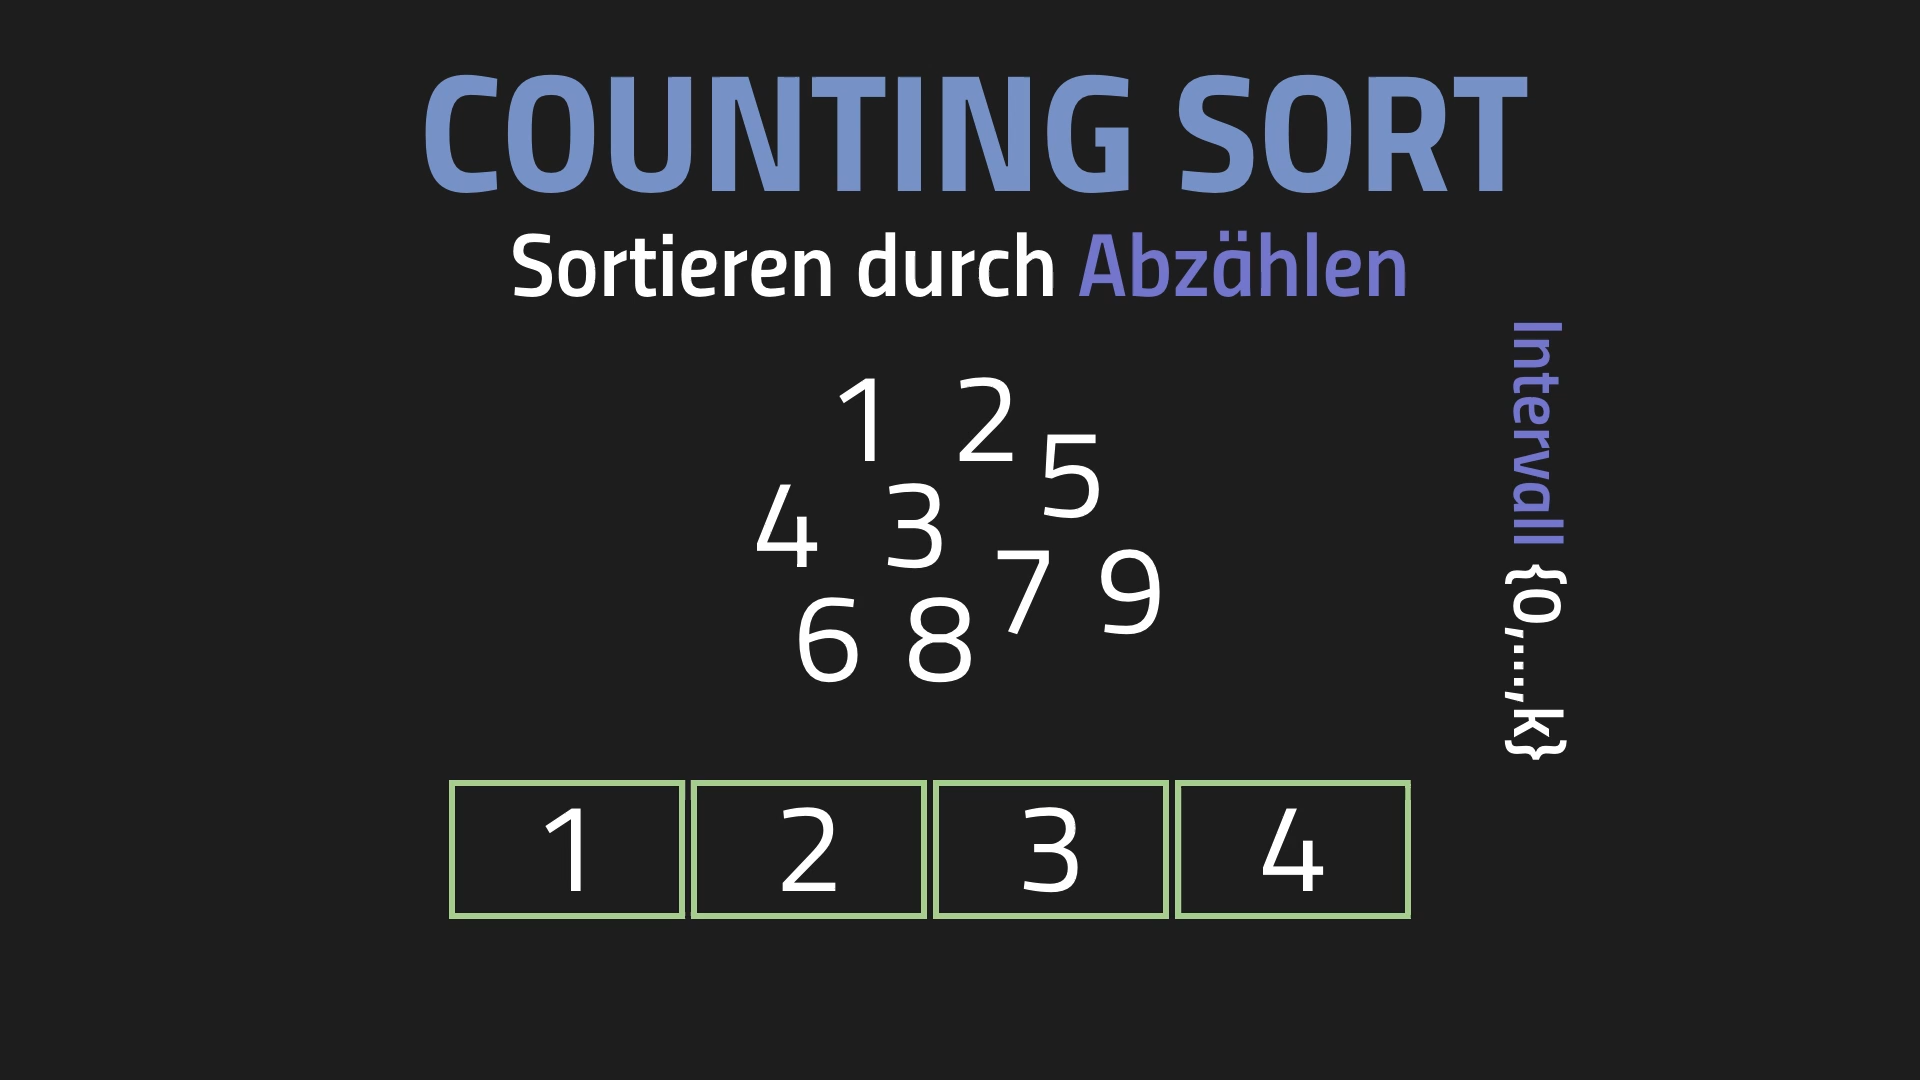 COUNTING SORT
Sortieren durch Abzählen
Intervall {0,...,k}
1 2
5
4 3
7 9
6 8
1 2 3 4